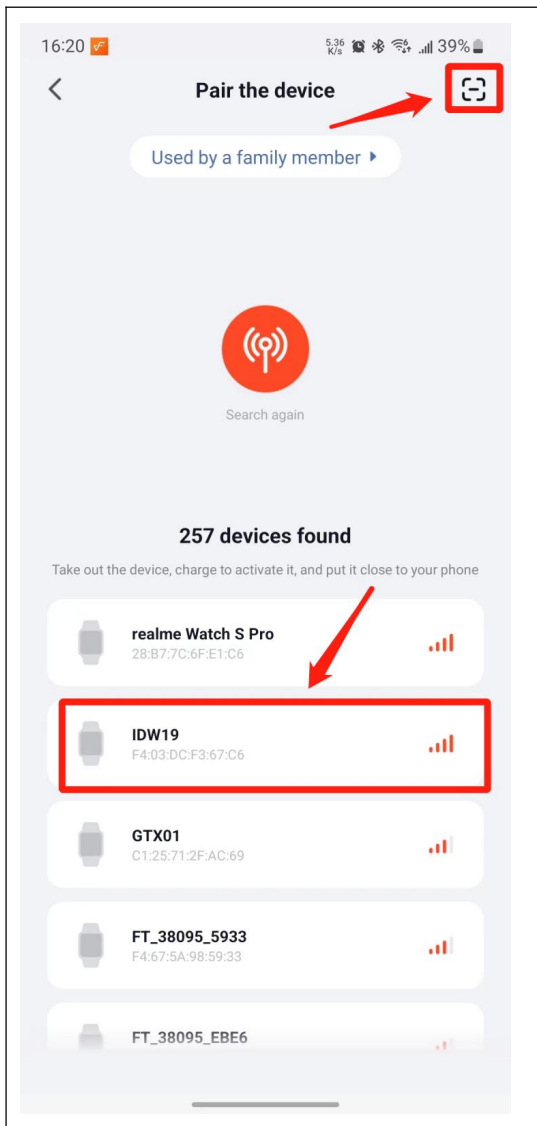 16:20
5.36 K/s 39%
Pair the device
Used by a family member
Search again
257 devices found
Take out the device, charge to activate it, and put it close to your phone
realme Watch S Pro
28:B7:7C:6F:E1:C6
IDW19
F4:03:DC:F3:67:C6
GTX01
C1:25:71:2F:AC:69
FT_38095_5933
F4:67:5A:98:59:33
FT_38095_EBE6